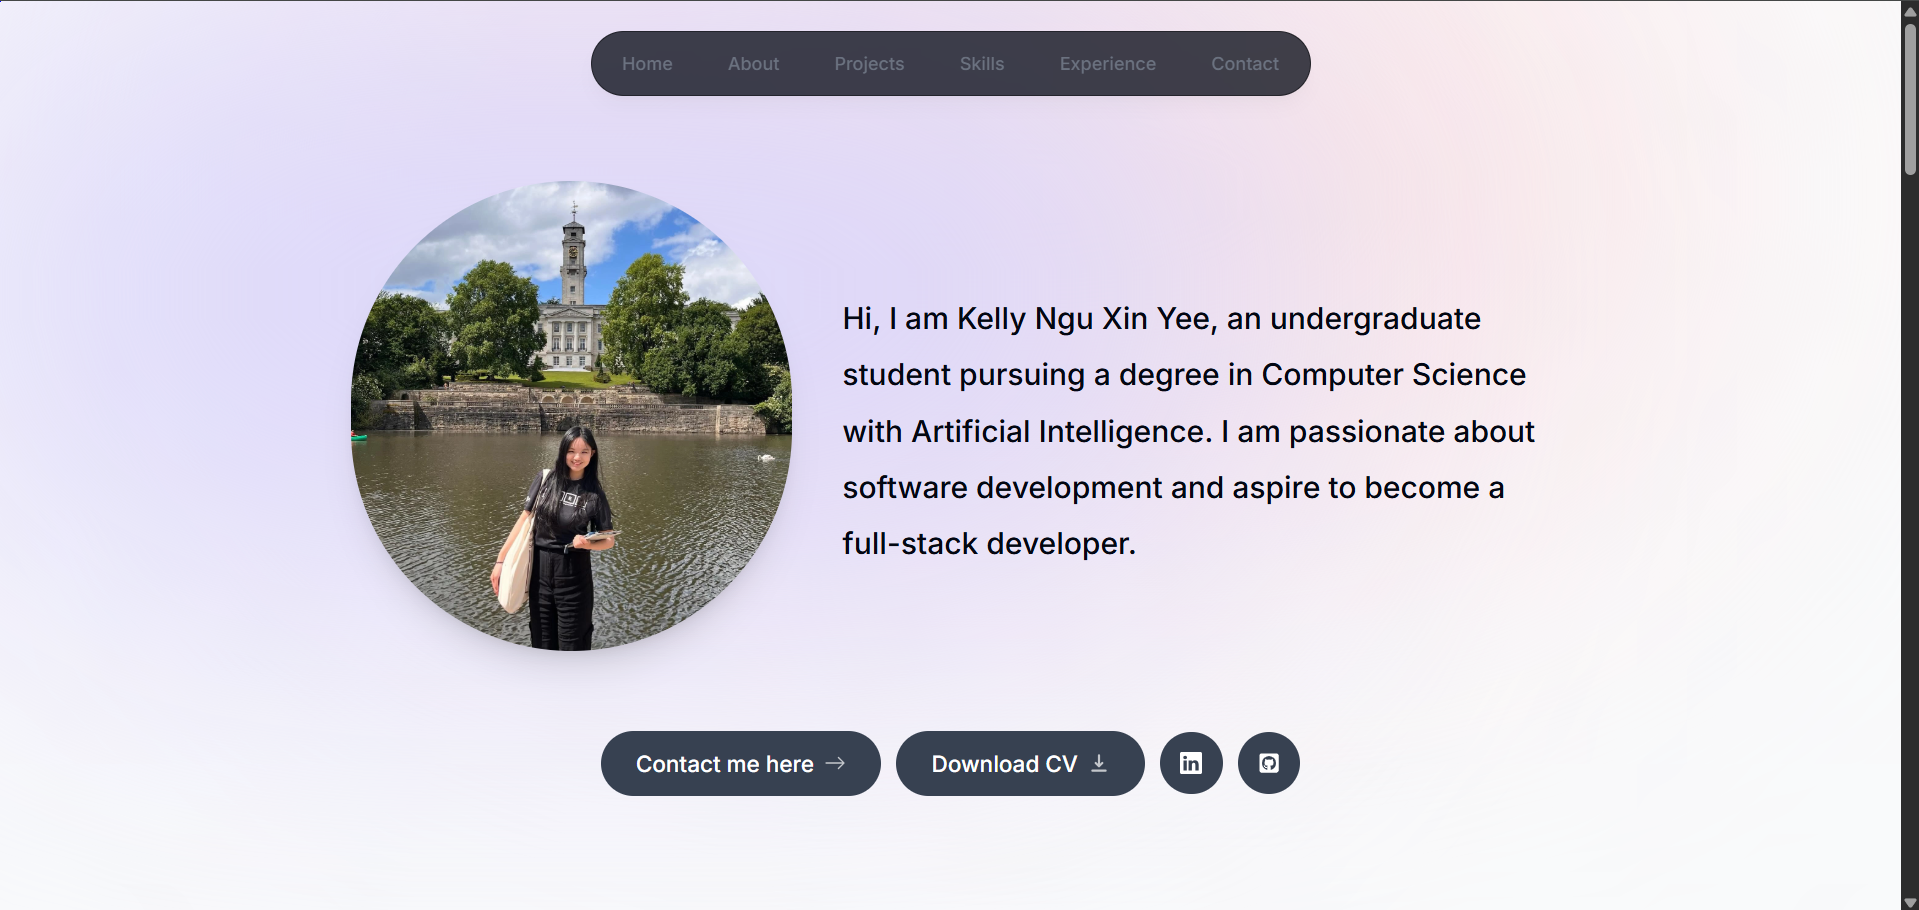 Home About Projects Skills Experience Contact
Hi, I am Kelly Ngu Xin Yee, an undergraduate
student pursuing a degree in Computer Science
with Artificial Intelligence. I am passionate about
software development and aspire to become a
full-stack developer.
Contact me here Download CV in